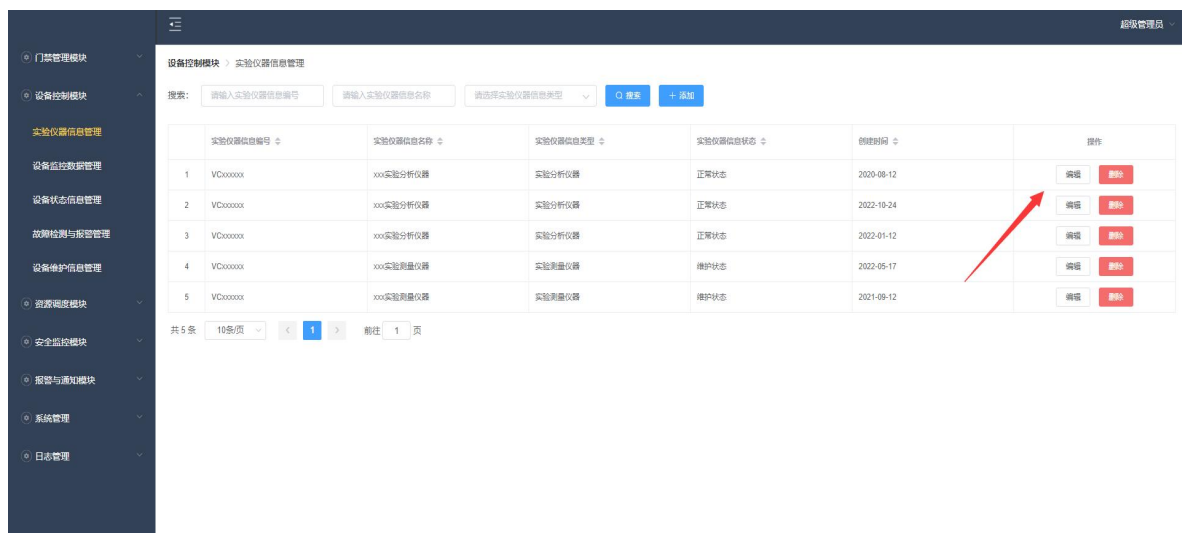 超级管理员
门禁管理模块
设备控制模块
实验仪器信息管理
设备监控数据管理
设备状态信息管理
故障检测与报警管理
设备维护信息管理
资源调度模块
安全监控模块
报警与通知模块
系统管理
日志管理
设备控制模块 > 实验仪器信息管理
搜索: 请输入实验仪器信息编号 请输入实验仪器信息名称 请选择实验仪器信息类型 搜索 + 添加
实验仪器信息编号 实验仪器信息名称 实验仪器信息类型 实验仪器信息状态 创建时间 操作
1 VCxxxxxx xxx实验分析仪器 实验分析仪器 正常状态 2020-08-12 编辑 删除
2 VCxxxxxx xxx实验分析仪器 实验分析仪器 正常状态 2022-10-24 编辑 删除
3 VCxxxxxx xxx实验分析仪器 实验分析仪器 正常状态 2022-01-12 编辑 删除
4 VCxxxxxx xxx实验测量仪器 实验测量仪器 维护状态 2022-05-17 编辑 删除
5 VCxxxxxx xxx实验测量仪器 实验测量仪器 维护状态 2021-09-12 编辑 删除
共 5 条 10条/页 < 1 > 前往 1 页